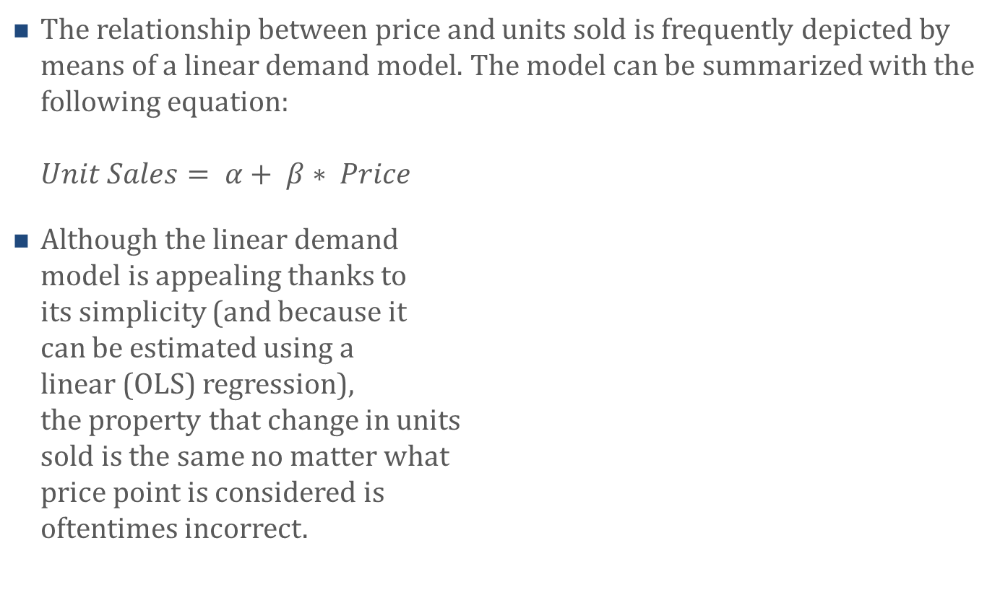 ■ The relationship between price and units sold is frequently depicted by
means of a linear demand model. The model can be summarized with the
following equation:
Unit Sales = α + β ∗ Price
■ Although the linear demand
model is appealing thanks to
its simplicity (and because it
can be estimated using a
linear (OLS) regression),
the property that change in units
sold is the same no matter what
price point is considered is
oftentimes incorrect.